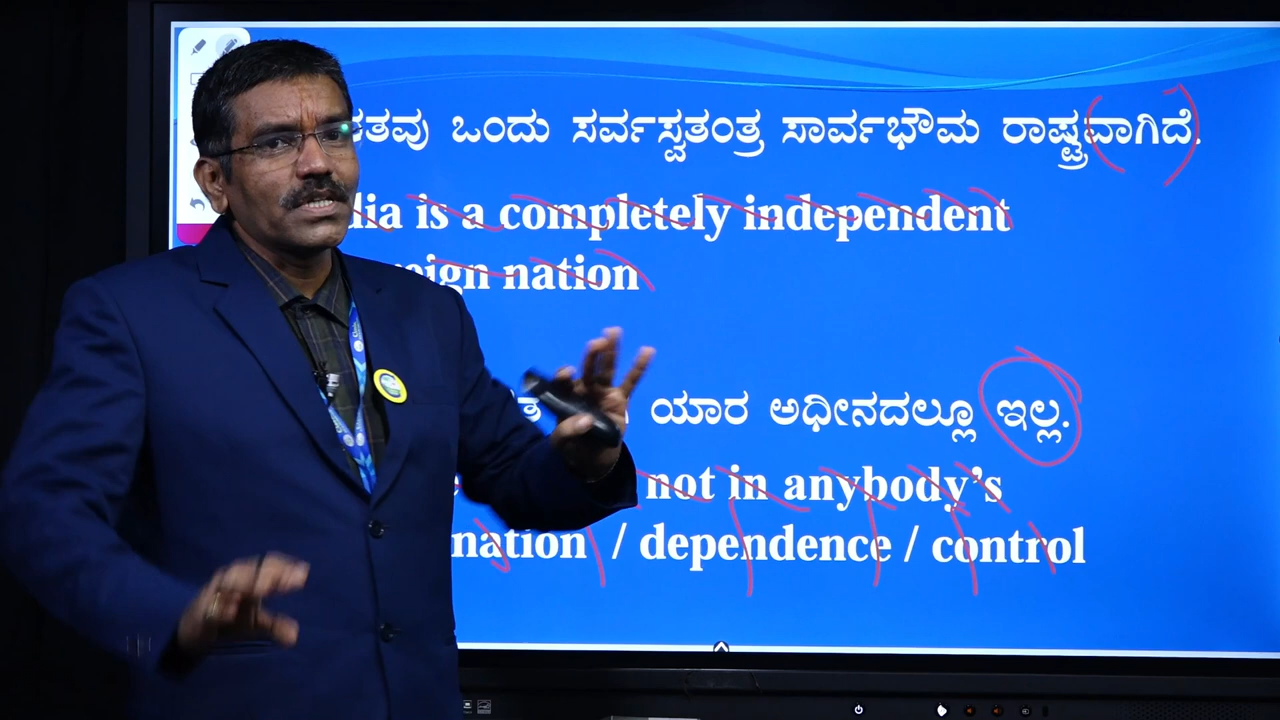 ತವು ಒಂದು ಸರ್ವಸ್ವತಂತ್ರ ಸಾರ್ವಭೌಮ ರಾಷ್ಟ್ರವಾಗಿದೆ.
dia is a completely independent
eign nation
ಯಾರ ಅಧೀನದಲ್ಲೂ ಇಲ್ಲ.
not in anybody’s
nation / dependence / control